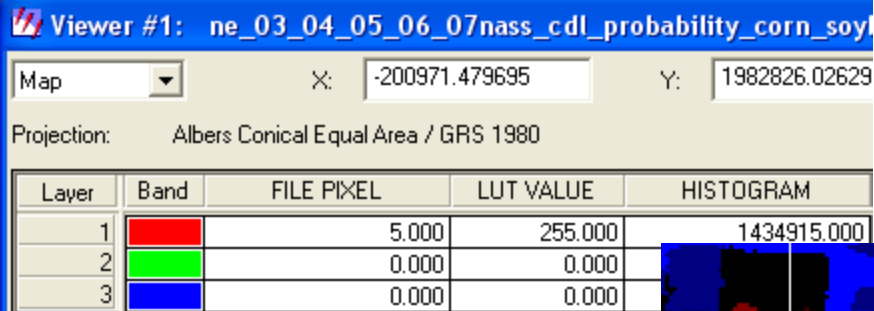 Viewer #1: ne_03_04_05_06_07nass_cdl_probability_corn_soy
Map X: -200971.479695 Y: 1982826.02629
Projection: Albers Conical Equal Area / GRS 1980
Layer Band FILE PIXEL LUT VALUE HISTOGRAM
1 5.000 255.000 1434915.000
2 0.000 0.000
3 0.000 0.000